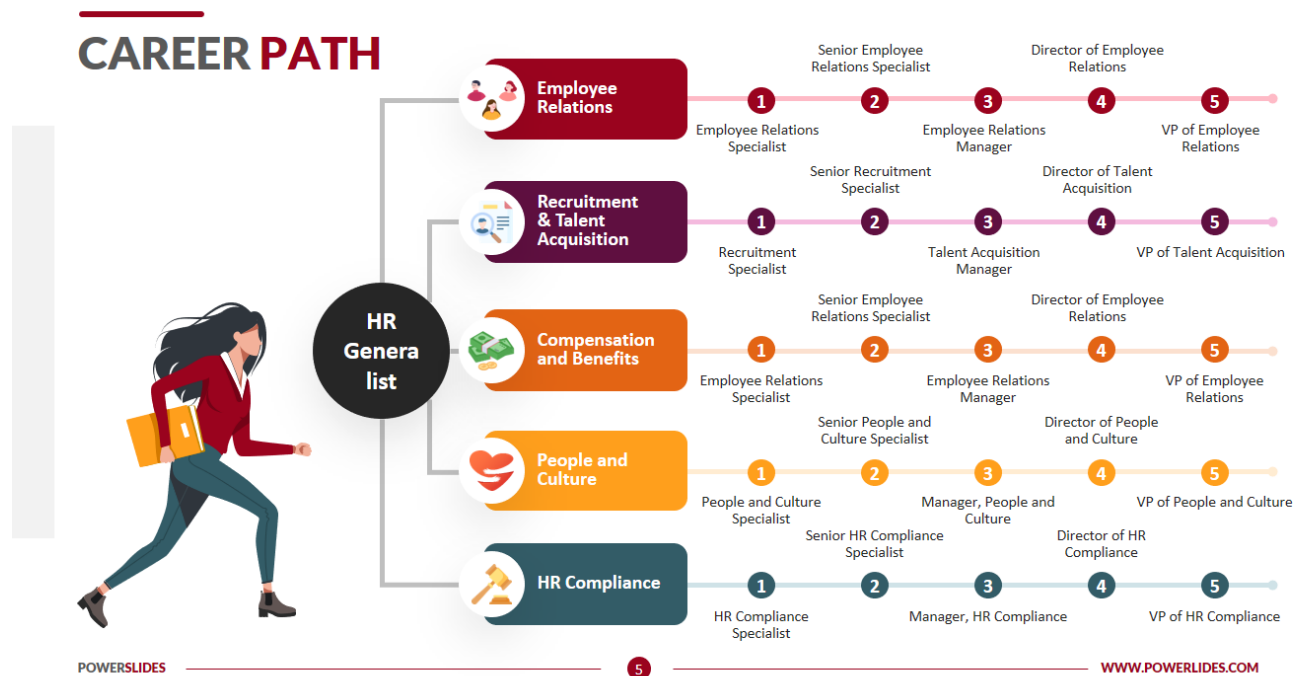 CAREER PATH
HR
Genera
list
Employee
Relations
1
2
3
4
5
Employee Relations
Specialist
Senior Employee
Relations Specialist
Employee Relations
Manager
Director of Employee
Relations
VP of Employee
Relations
Recruitment
& Talent
Acquisition
1
2
3
4
5
Recruitment
Specialist
Senior Recruitment
Specialist
Talent Acquisition
Manager
Director of Talent
Acquisition
VP of Talent Acquisition
Compensation
and Benefits
1
2
3
4
5
Employee Relations
Specialist
Senior Employee
Relations Specialist
Employee Relations
Manager
Director of Employee
Relations
VP of Employee
Relations
People and
Culture
1
2
3
4
5
People and Culture
Specialist
Senior People and
Culture Specialist
Manager, People and
Culture
Director of People
and Culture
VP of People and Culture
HR Compliance
1
2
3
4
5
HR Compliance
Specialist
Senior HR Compliance
Specialist
Manager, HR Compliance
Director of HR
Compliance
VP of HR Compliance
POWERSLIDES
5
WWW.POWERLIDES.COM